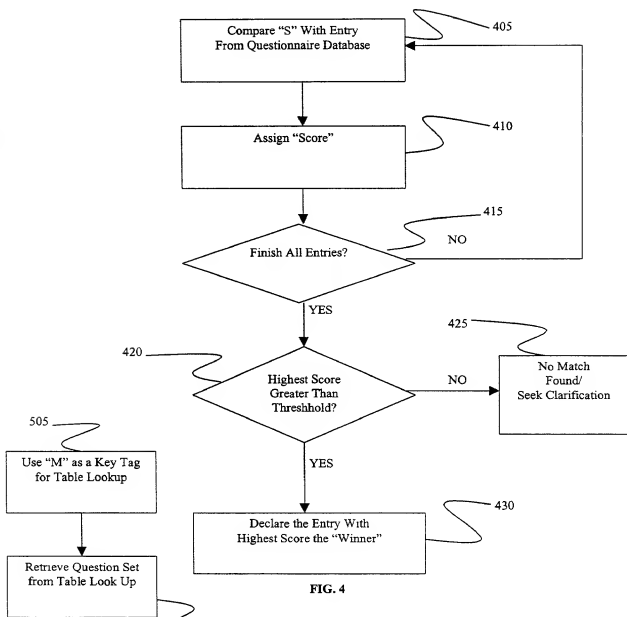 Compare "S" With Entry
From Questionnaire Database
405
Assign "Score"
410
415
Finish All Entries?
NO
YES
420
425
Highest Score
Greater Than
Threshhold?
NO
No Match
Found/
Seek Clarification
YES
505
Use "M" as a Key Tag
for Table Lookup
430
Declare the Entry With
Highest Score the "Winner"
Retrieve Question Set
from Table Look Up
FIG. 4